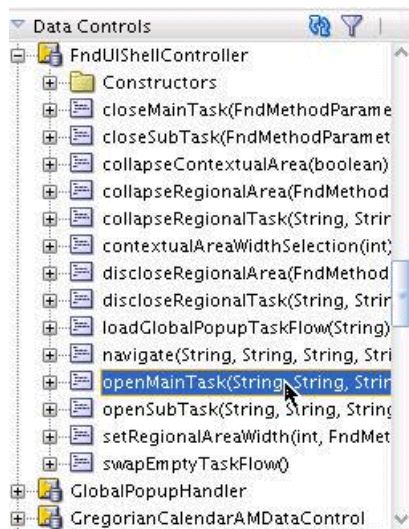 Data Controls
FndUIShellController
Constructors
closeMainTask(FndMethodParame
closeSubTask(FndMethodParamet
collapseContextualArea(boolean)
collapseRegionalArea(FndMethod
collapseRegionalTask(String, Strin
contextualAreaWidthSelection(int)
discloseRegionalArea(FndMethod
discloseRegionalTask(String, String
loadGlobalPopupTaskFlow(String)
navigate(String, String, String, Stri
openMainTask(String, String, Strin
openSubTask(String, String, String
setRegionalAreaWidth(int, FndMet
swapEmptyTaskFlow()
GlobalPopupHandler
GregorianCalendarAMDataControl